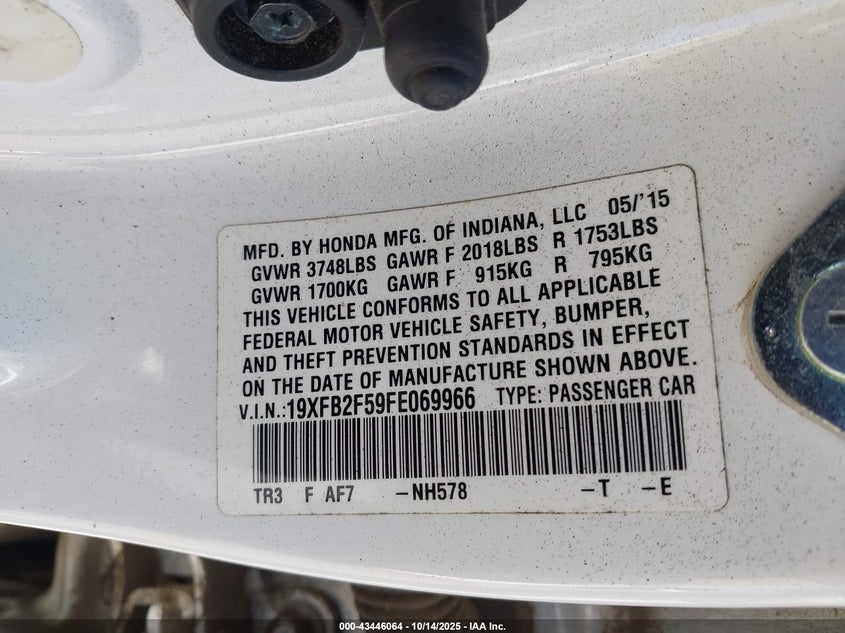 MFD. BY HONDA MFG. OF INDIANA, LLC 05/'15
GVWR 3748LBS GAWR F 2018LBS R 1753LBS
GVWR 1700KG GAWR F 915KG R 795KG
THIS VEHICLE CONFORMS TO ALL APPLICABLE
FEDERAL MOTOR VEHICLE SAFETY, BUMPER,
AND THEFT PREVENTION STANDARDS IN EFFECT
ON THE DATE OF MANUFACTURE SHOWN ABOVE.
V.I.N.:19XFB2F59FE069966 TYPE: PASSENGER CAR
TR3 F AF7 -NH578 -T -E
000-43446064 - 10/14/2025 - IAA Inc.